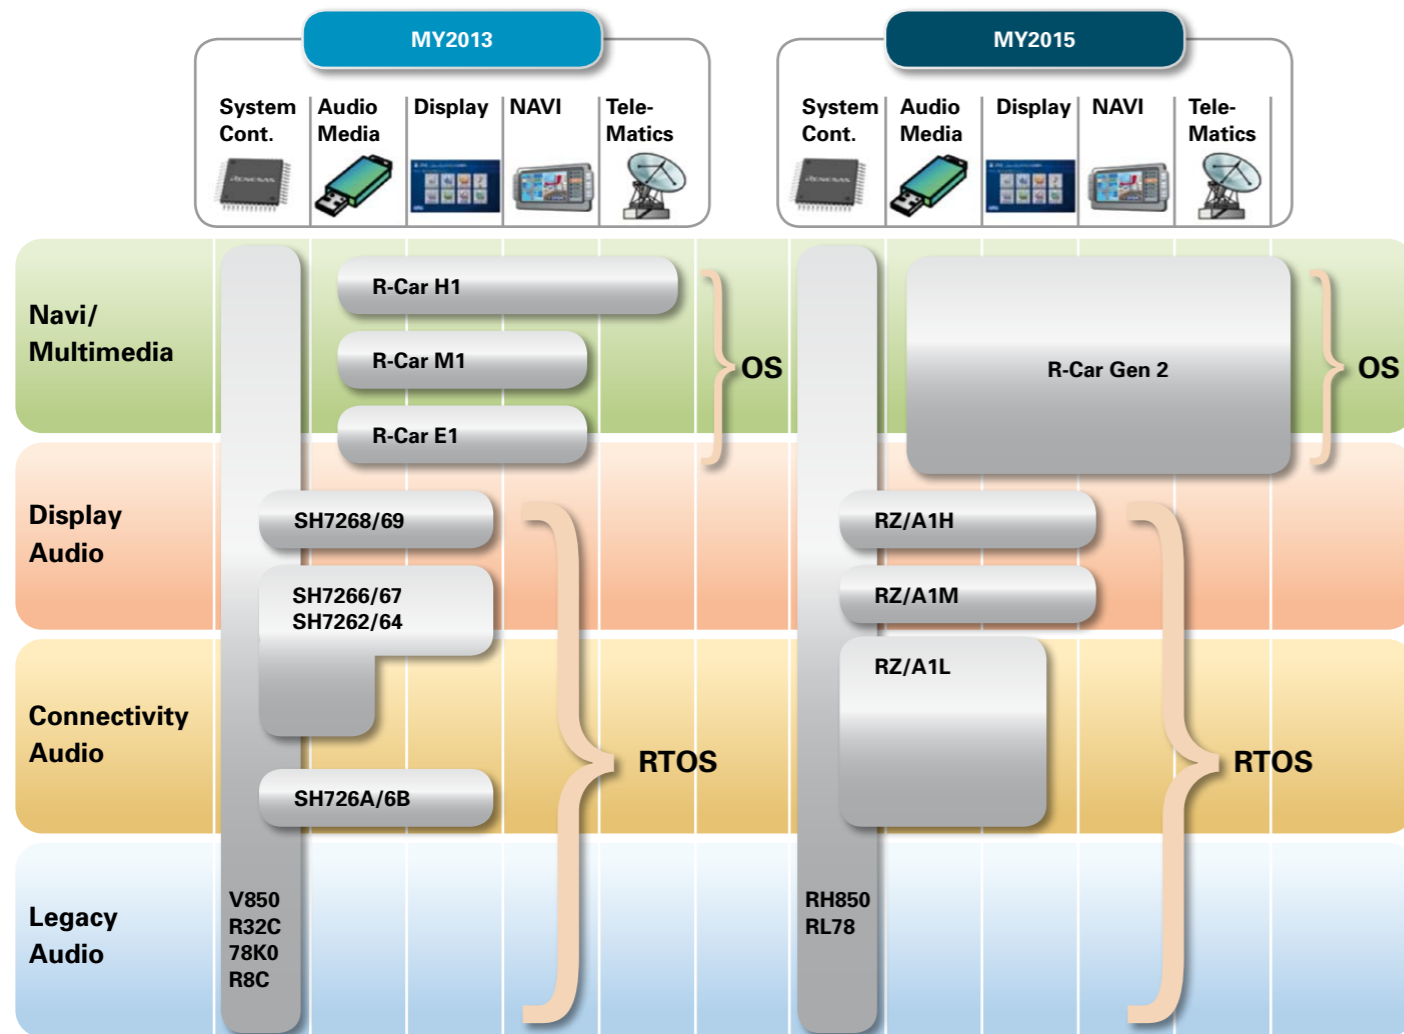 MY2013
System
Cont.
Audio
Media
Display
NAVI
Tele-
Matics
RENESAS
MY2015
System
Cont.
Audio
Media
Display
NAVI
Tele-
Matics
RENESAS
Navi/
Multimedia
R-Car H1
R-Car M1
R-Car E1
OS
R-Car Gen 2
OS
Display
Audio
SH7268/69
SH7266/67
SH7262/64
RZ/A1H
RZ/A1M
Connectivity
Audio
SH726A/6B
RTOS
RZ/A1L
RTOS
Legacy
Audio
V850
R32C
78K0
R8C
RH850
RL78